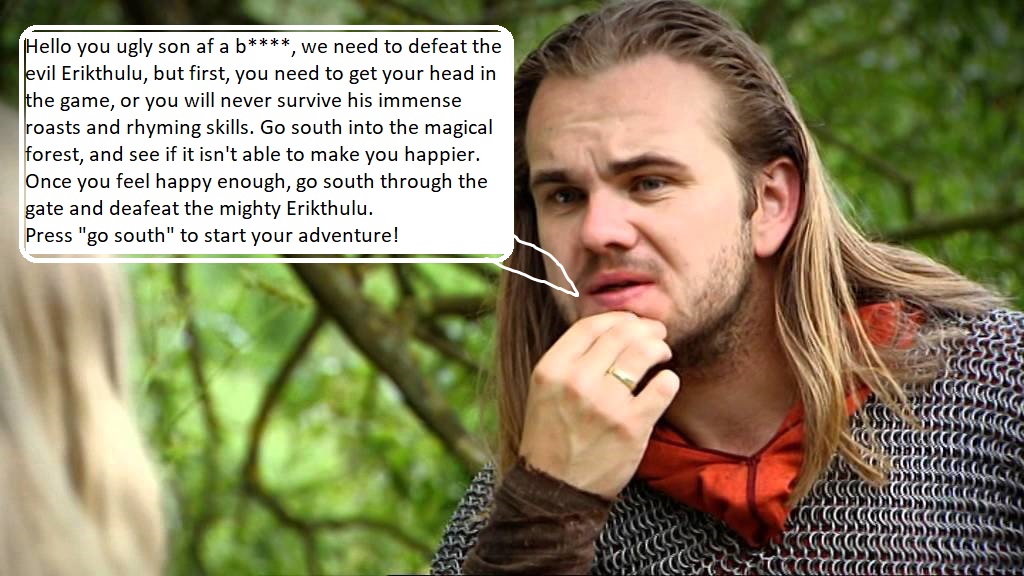 Hello you ugly son af a b****, we need to defeat the
evil Erikthulu, but first, you need to get your head in
the game, or you will never survive his immense
roasts and rhyming skills. Go south into the magical
forest, and see if it isn't able to make you happier.
Once you feel happy enough, go south through the
gate and deafeat the mighty Erikthulu.
Press "go south" to start your adventure!